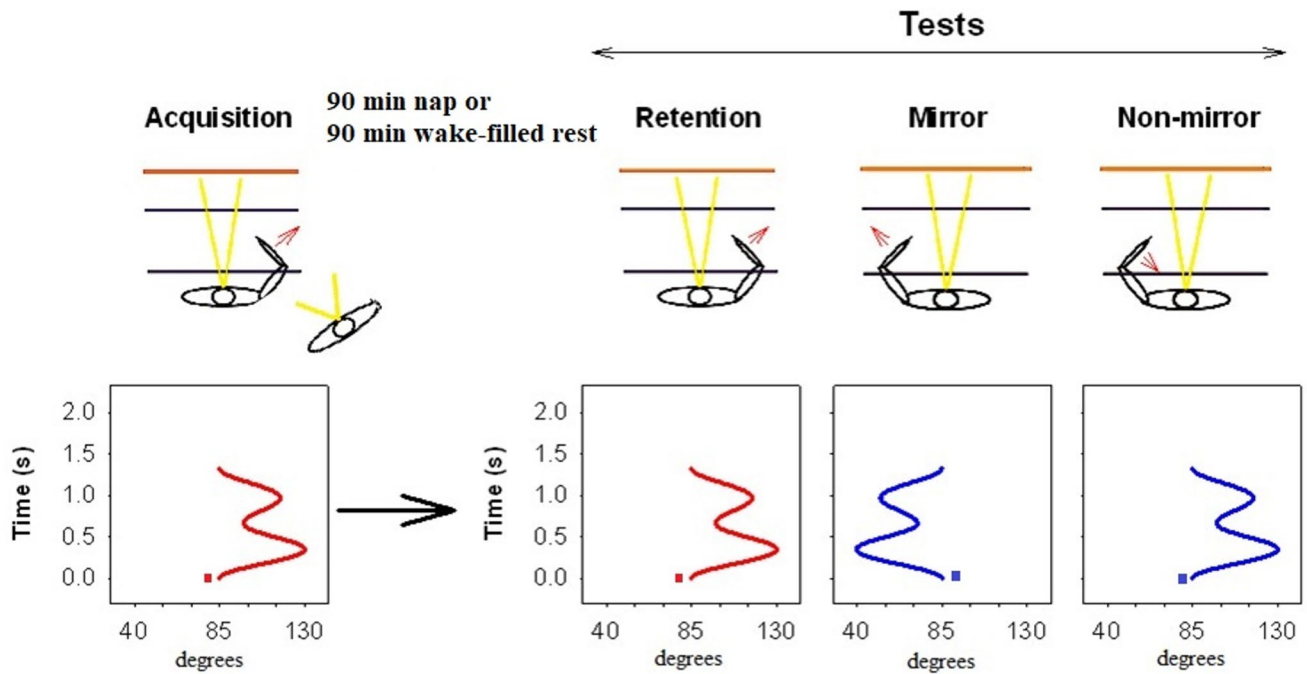 Tests
Acquisition
90 min nap or
90 min wake-filled rest
Retention
Mirror
Non-mirror
Time (s)
2.0
1.5
1.0
0.5
0.0
40 85 130
degrees
Time (s)
2.0
1.5
1.0
0.5
0.0
40 85 130
degrees
40 85 130
degrees
40 85 130
degrees